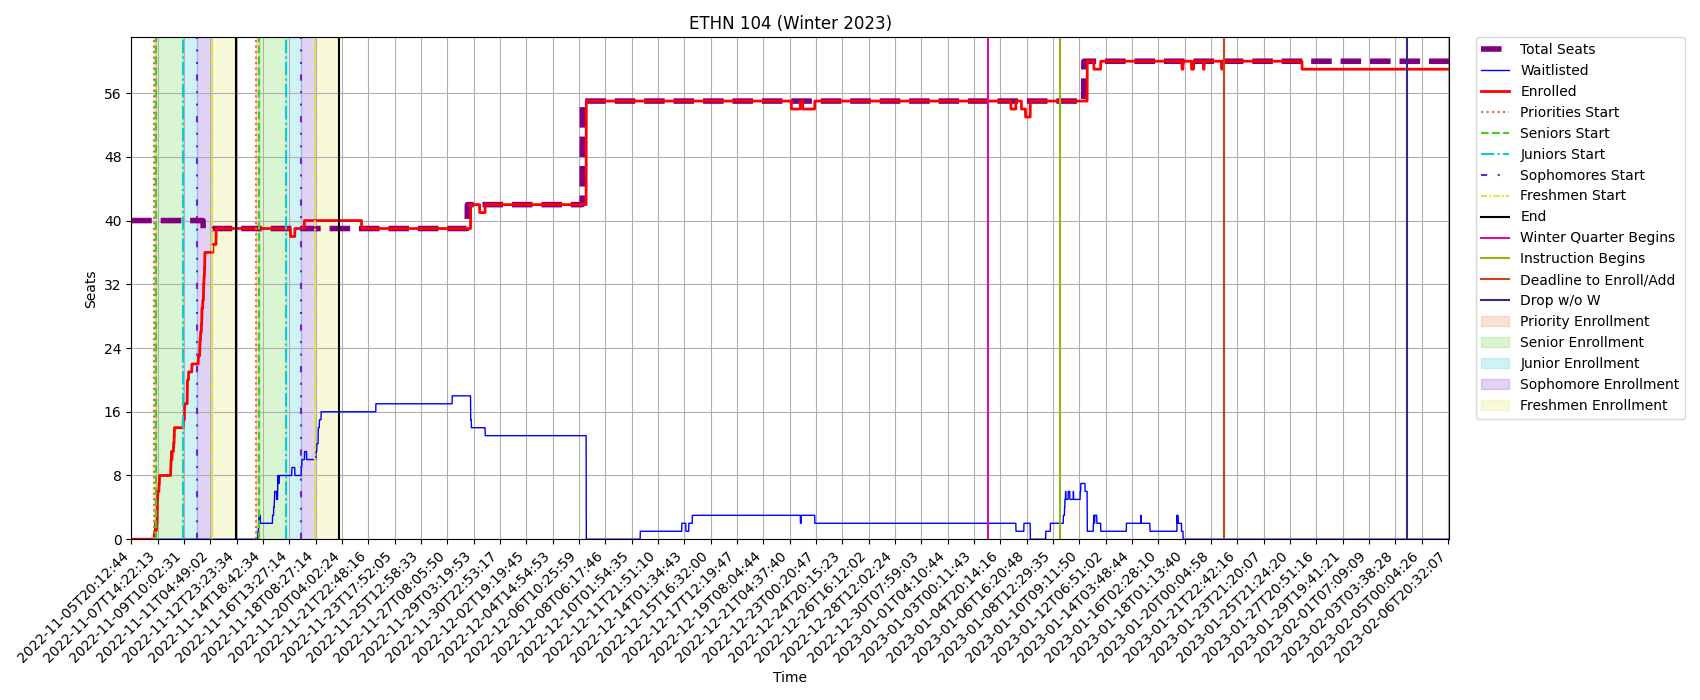 ETHN 104 (Winter 2023)
Seats
56
48
40
32
24
16
8
0
2022-11-05T20:12:44
2022-11-07T14:22:13
2022-11-09T10:02:31
2022-11-11T04:49:02
2022-11-12T23:23:34
2022-11-14T18:42:34
2022-11-16T13:27:14
2022-11-18T08:27:14
2022-11-20T04:02:24
2022-11-21T22:48:16
2022-11-23T17:52:05
2022-11-25T12:58:33
2022-11-27T08:05:50
2022-11-29T03:19:53
2022-11-30T22:53:17
2022-12-02T19:19:45
2022-12-04T14:54:53
2022-12-06T10:25:59
2022-12-08T06:17:46
2022-12-10T01:54:35
2022-12-11T21:51:10
2022-12-14T01:34:43
2022-12-15T16:32:00
2022-12-17T12:19:47
2022-12-19T08:04:44
2022-12-21T04:37:40
2022-12-23T00:20:47
2022-12-24T20:15:23
2022-12-26T16:12:02
2022-12-28T12:02:24
2022-12-30T07:59:03
2023-01-01T04:10:44
2023-01-03T00:11:43
2023-01-04T20:14:16
2023-01-06T16:20:48
2023-01-08T12:29:35
2023-01-10T09:11:50
2023-01-12T06:51:02
2023-01-14T03:48:44
2023-01-16T02:28:10
2023-01-18T01:13:40
2023-01-20T00:04:58
2023-01-21T22:42:16
2023-01-23T21:20:07
2023-01-25T21:24:20
2023-01-27T20:51:16
2023-01-29T19:41:21
2023-02-01T07:09:09
2023-02-03T03:38:28
2023-02-05T00:04:26
2023-02-06T20:32:07
Time
Total Seats
Waitlisted
Enrolled
Priorities Start
Seniors Start
Juniors Start
Sophomores Start
Freshmen Start
End
Winter Quarter Begins
Instruction Begins
Deadline to Enroll/Add
Drop w/o W
Priority Enrollment
Senior Enrollment
Junior Enrollment
Sophomore Enrollment
Freshmen Enrollment